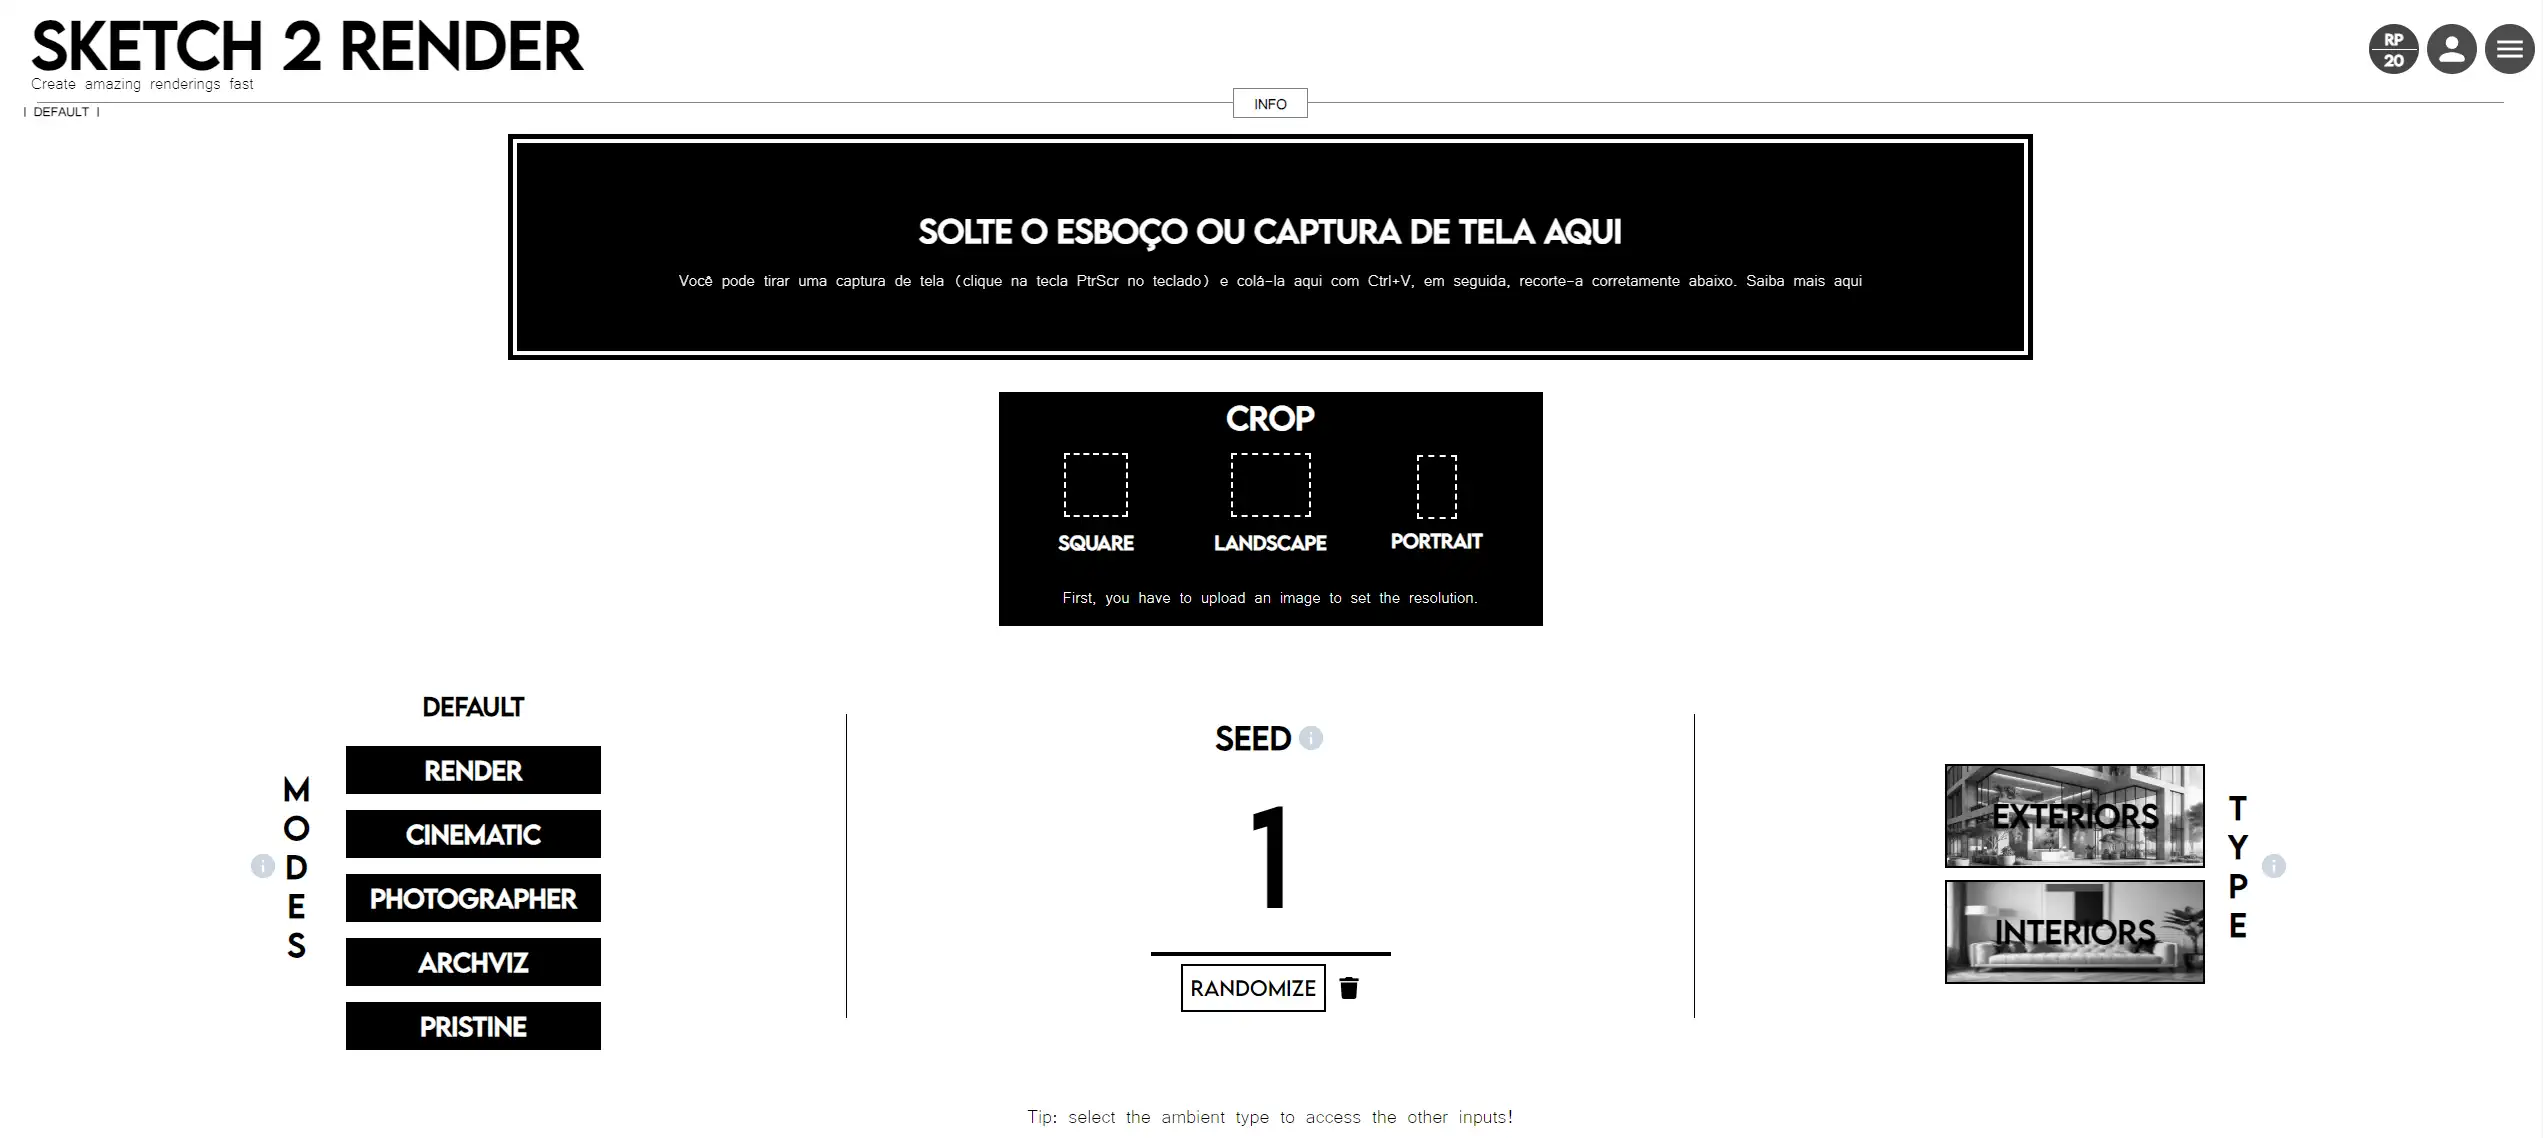 SKETCH 2 RENDER
Create amazing renderings fast
RP
20
INFO
| DEFAULT |
SOLTE O ESBOÇO OU CAPTURA DE TELA AQUI
Você pode tirar uma captura de tela (clique na tecla PtrScr no teclado) e colá-la aqui com Ctrl+V, em seguida, recorte-a corretamente abaixo. Saiba mais aqui
CROP
SQUARE
LANDSCAPE
PORTRAIT
First, you have to upload an image to set the resolution.
MODES
DEFAULT
RENDER
CINEMATIC
PHOTOGRAPHER
ARCHVIZ
PRISTINE
SEED
1
RANDOMIZE
EXTERIORS
INTERIORS
TYPE
Tip: select the ambient type to access the other inputs!